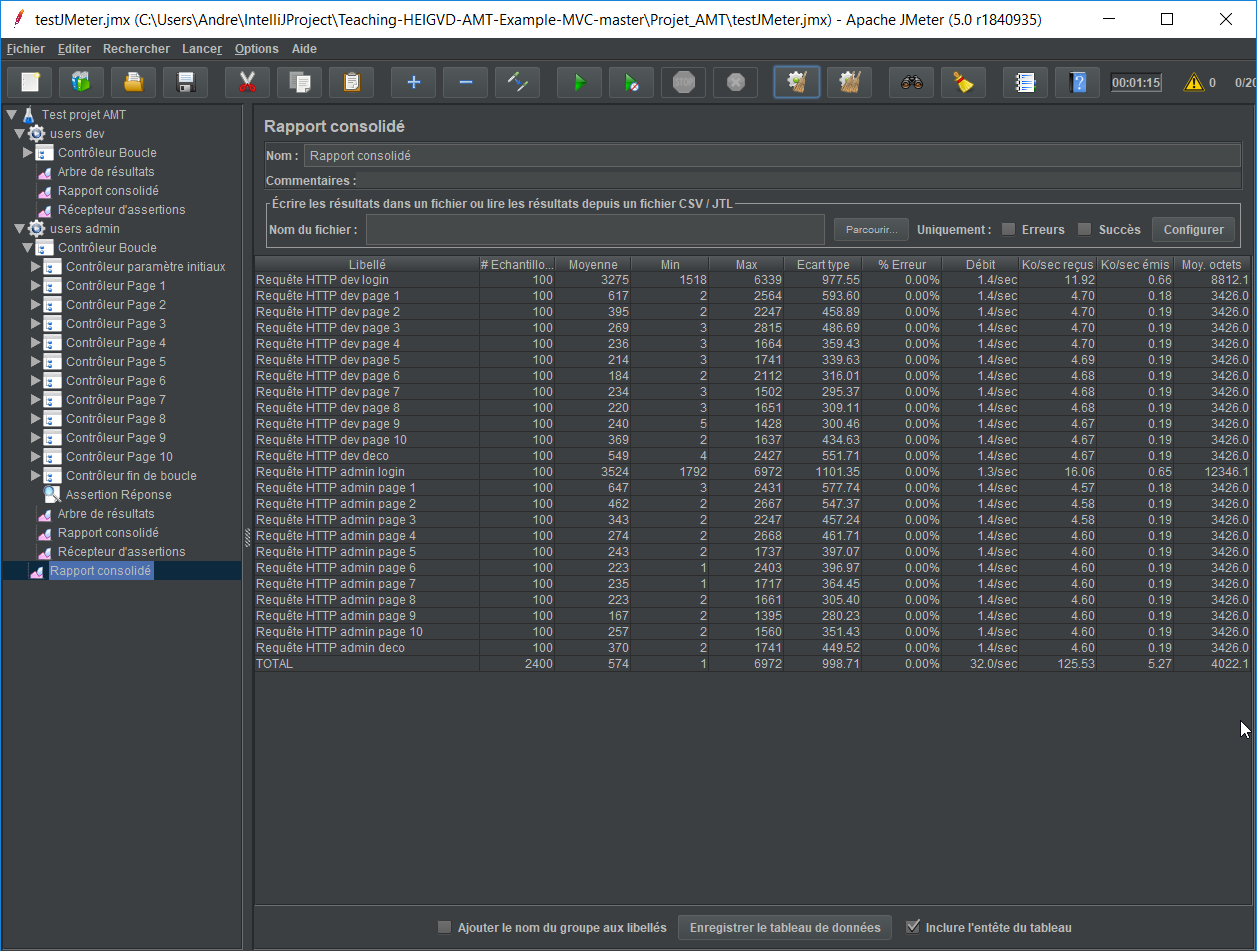 testJMeter.jmx (C:\Users\Andre\IntelliJProject\Teaching-HEIGVD-AMT-Example-MVC-master\Projet_AMT\testJMeter.jmx) - Apache JMeter (5.0 r1840935)
Fichier Editer Rechercher Lancer Options Aide
STOP 00:01:15 0 0/20
Test projet AMT
users dev
Contrôleur Boucle
Arbre de résultats
Rapport consolidé
Récepteur d'assertions
users admin
Contrôleur Boucle
Contrôleur paramètre initiaux
Contrôleur Page 1
Contrôleur Page 2
Contrôleur Page 3
Contrôleur Page 4
Contrôleur Page 5
Contrôleur Page 6
Contrôleur Page 7
Contrôleur Page 8
Contrôleur Page 9
Contrôleur Page 10
Contrôleur fin de boucle
Assertion Réponse
Arbre de résultats
Rapport consolidé
Récepteur d'assertions
Rapport consolidé
Rapport consolidé
Nom : Rapport consolidé
Commentaires :
Écrire les résultats dans un fichier ou lire les résultats depuis un fichier CSV / JTL
Nom du fichier : Parcourir... Uniquement : Erreurs Succès Configurer
Libellé # Echantillo... Moyenne Min Max Ecart type % Erreur Débit Ko/sec reçus Ko/sec émis Moy. octets
Requête HTTP dev login 100 3275 1518 6339 977.55 0.00% 1.4/sec 11.92 0.66 8812.1
Requête HTTP dev page 1 100 617 2 2564 593.60 0.00% 1.4/sec 4.70 0.18 3426.0
Requête HTTP dev page 2 100 395 2 2247 458.89 0.00% 1.4/sec 4.70 0.19 3426.0
Requête HTTP dev page 3 100 269 3 2815 486.69 0.00% 1.4/sec 4.70 0.19 3426.0
Requête HTTP dev page 4 100 236 3 1664 359.43 0.00% 1.4/sec 4.70 0.19 3426.0
Requête HTTP dev page 5 100 214 3 1741 339.63 0.00% 1.4/sec 4.69 0.19 3426.0
Requête HTTP dev page 6 100 184 2 2112 316.01 0.00% 1.4/sec 4.68 0.19 3426.0
Requête HTTP dev page 7 100 234 3 1502 295.37 0.00% 1.4/sec 4.68 0.19 3426.0
Requête HTTP dev page 8 100 220 3 1651 309.11 0.00% 1.4/sec 4.68 0.19 3426.0
Requête HTTP dev page 9 100 240 5 1428 300.46 0.00% 1.4/sec 4.67 0.19 3426.0
Requête HTTP dev page 10 100 369 2 1637 434.63 0.00% 1.4/sec 4.67 0.19 3426.0
Requête HTTP dev deco 100 549 4 2427 551.71 0.00% 1.4/sec 4.67 0.19 3426.0
Requête HTTP admin login 100 3524 1792 6972 1101.35 0.00% 1.3/sec 16.06 0.65 12346.1
Requête HTTP admin page 1 100 647 3 2431 577.74 0.00% 1.4/sec 4.57 0.18 3426.0
Requête HTTP admin page 2 100 462 2 2667 547.37 0.00% 1.4/sec 4.58 0.19 3426.0
Requête HTTP admin page 3 100 343 2 2247 457.24 0.00% 1.4/sec 4.58 0.19 3426.0
Requête HTTP admin page 4 100 274 2 2668 461.71 0.00% 1.4/sec 4.60 0.19 3426.0
Requête HTTP admin page 5 100 243 2 1737 397.07 0.00% 1.4/sec 4.60 0.19 3426.0
Requête HTTP admin page 6 100 223 1 2403 396.97 0.00% 1.4/sec 4.60 0.19 3426.0
Requête HTTP admin page 7 100 235 1 1717 364.45 0.00% 1.4/sec 4.60 0.19 3426.0
Requête HTTP admin page 8 100 223 2 1661 305.40 0.00% 1.4/sec 4.60 0.19 3426.0
Requête HTTP admin page 9 100 167 2 1395 280.23 0.00% 1.4/sec 4.60 0.19 3426.0
Requête HTTP admin page 10 100 257 2 1560 351.43 0.00% 1.4/sec 4.60 0.19 3426.0
Requête HTTP admin deco 100 370 2 1741 449.52 0.00% 1.4/sec 4.60 0.19 3426.0
TOTAL 2400 574 1 6972 998.71 0.00% 32.0/sec 125.53 5.27 4022.1
Ajouter le nom du groupe aux libellés Enregistrer le tableau de données Inclure l'entête du tableau